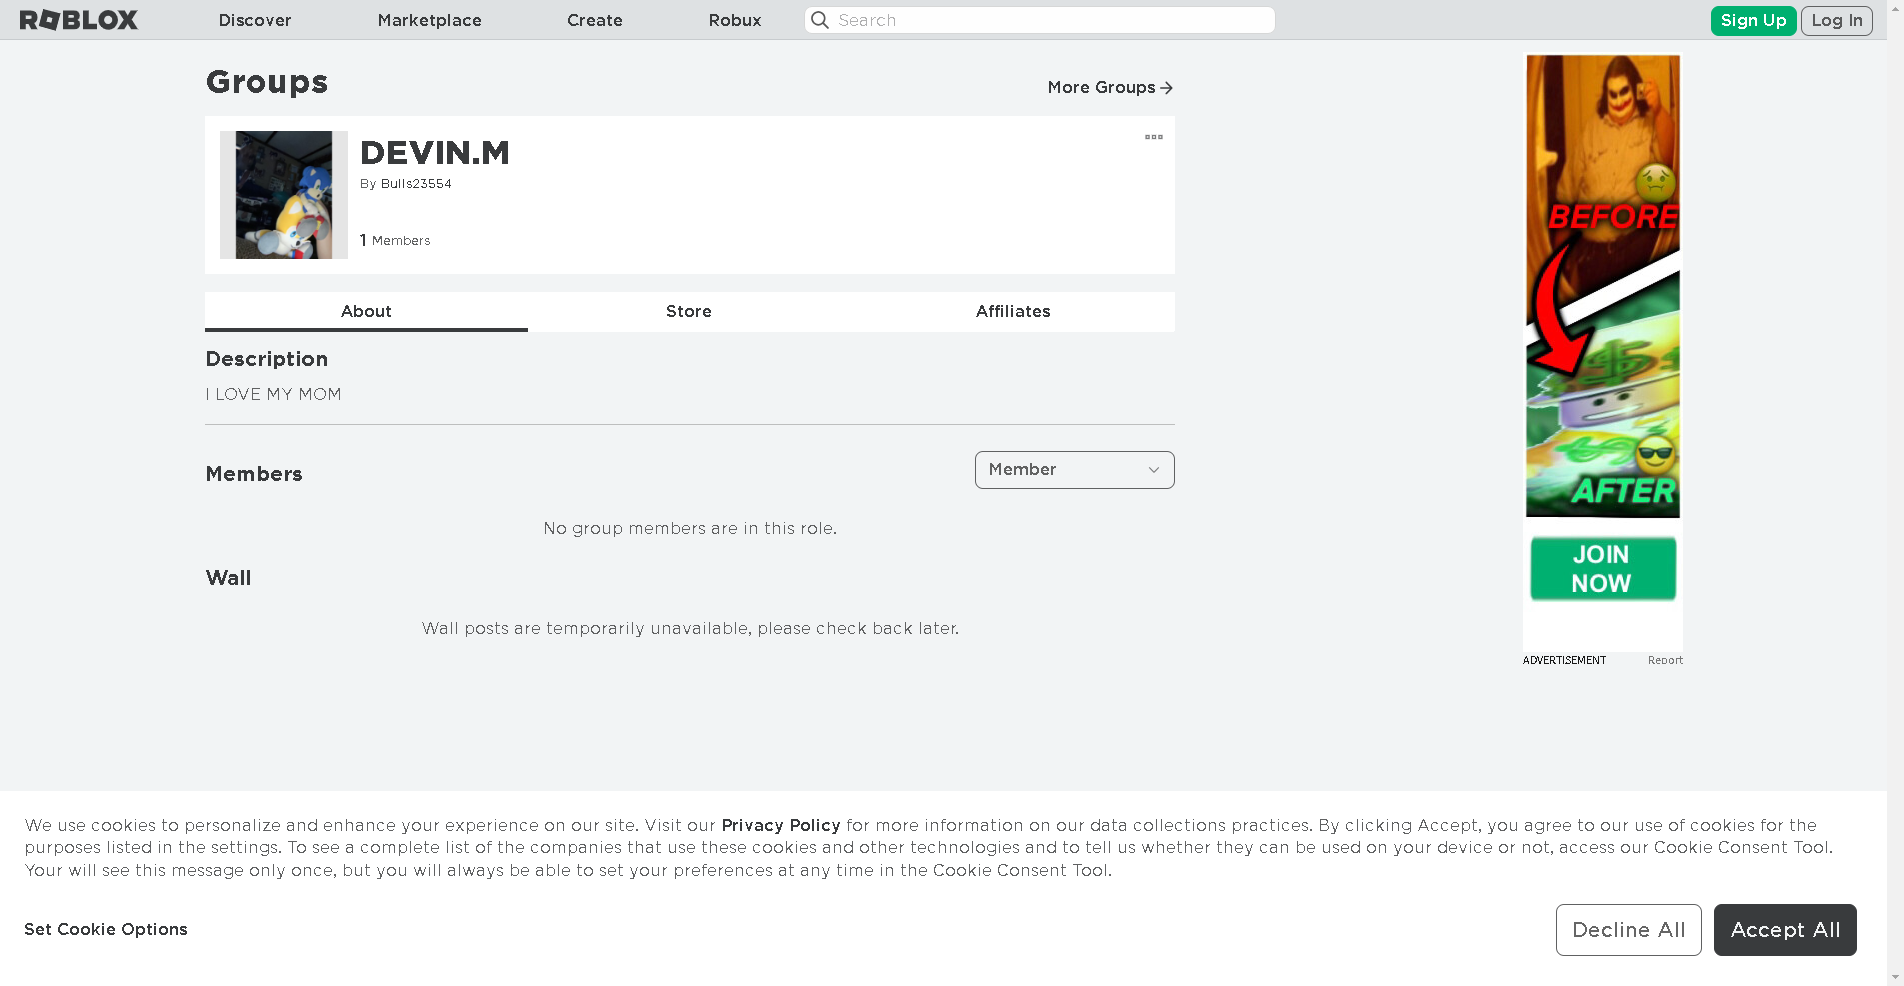 ROBLOX
Discover
Marketplace
Create
Robux
Search
Sign Up
Log In
Groups
More Groups
DEVIN.M
By Bulls23554
1 Members
About
Store
Affiliates
Description
I LOVE MY MOM
Members
Member
No group members are in this role.
Wall
Wall posts are temporarily unavailable, please check back later.
BEFORE
AFTER
JOIN
NOW
ADVERTISEMENT
Report
We use cookies to personalize and enhance your experience on our site. Visit our Privacy Policy for more information on our data collections practices. By clicking Accept, you agree to our use of cookies for the
purposes listed in the settings. To see a complete list of the companies that use these cookies and other technologies and to tell us whether they can be used on your device or not, access our Cookie Consent Tool.
Your will see this message only once, but you will always be able to set your preferences at any time in the Cookie Consent Tool.
Set Cookie Options
Decline All
Accept All